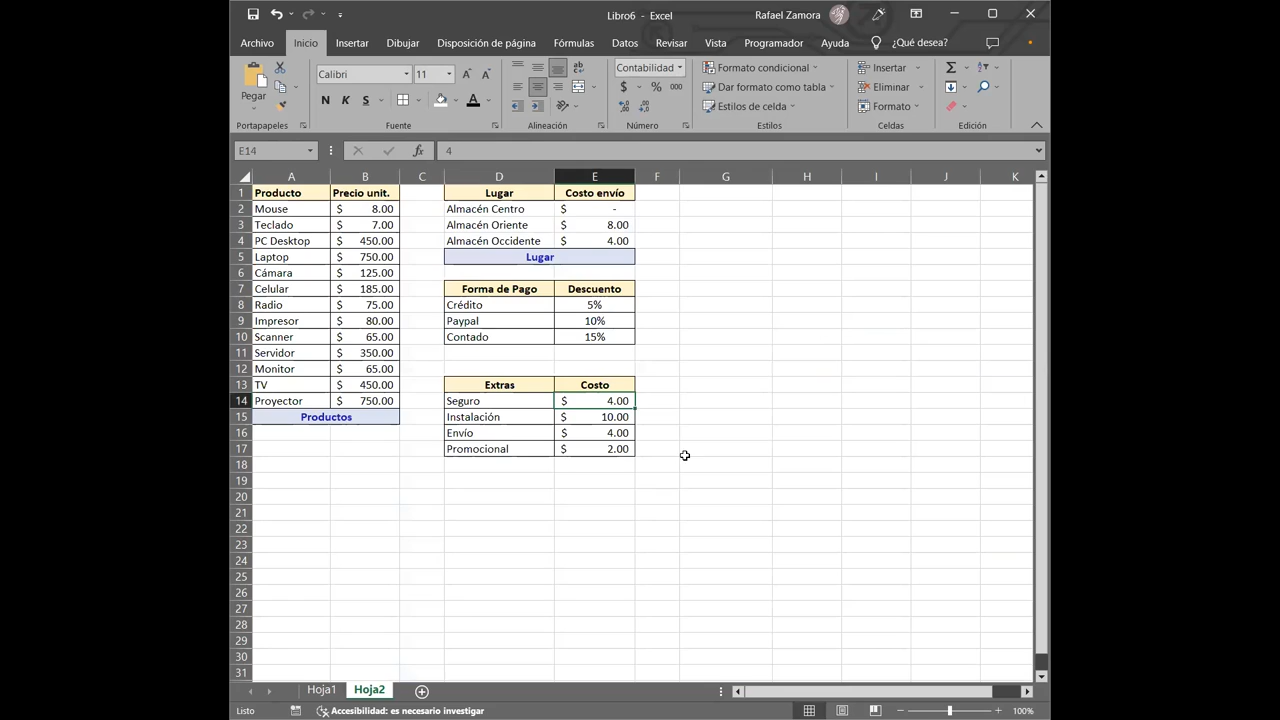 Libro6 - Excel
Rafael Zamora
Archivo Inicio Insertar Dibujar Disposición de página Fórmulas Datos Revisar Vista Programador Ayuda ¿Qué desea?
Pegar
Calibri 11
N K S
Contabilidad
$ % 000
Formato condicional
Dar formato como tabla
Estilos de celda
Insertar
Eliminar
Formato
Portapapeles Fuente Alineación Número Estilos Celdas Edición
E14 fx 4
A B C D E F G H I J K
1 Producto Precio unit. Lugar Costo envío
2 Mouse $ 8.00 Almacén Centro $ -
3 Teclado $ 7.00 Almacén Oriente $ 8.00
4 PC Desktop $ 450.00 Almacén Occidente $ 4.00
5 Laptop $ 750.00 Lugar
6 Cámara $ 125.00
7 Celular $ 185.00 Forma de Pago Descuento
8 Radio $ 75.00 Crédito 5%
9 Impresor $ 80.00 Paypal 10%
10 Scanner $ 65.00 Contado 15%
11 Servidor $ 350.00
12 Monitor $ 65.00
13 TV $ 450.00 Extras Costo
14 Proyector $ 750.00 Seguro $ 4.00
15 Productos Instalación $ 10.00
16 Envío $ 4.00
17 Promocional $ 2.00
18
19
20
21
22
23
24
25
26
27
28
29
30
31
Hoja1 Hoja2
Listo Accesibilidad: es necesario investigar 100%